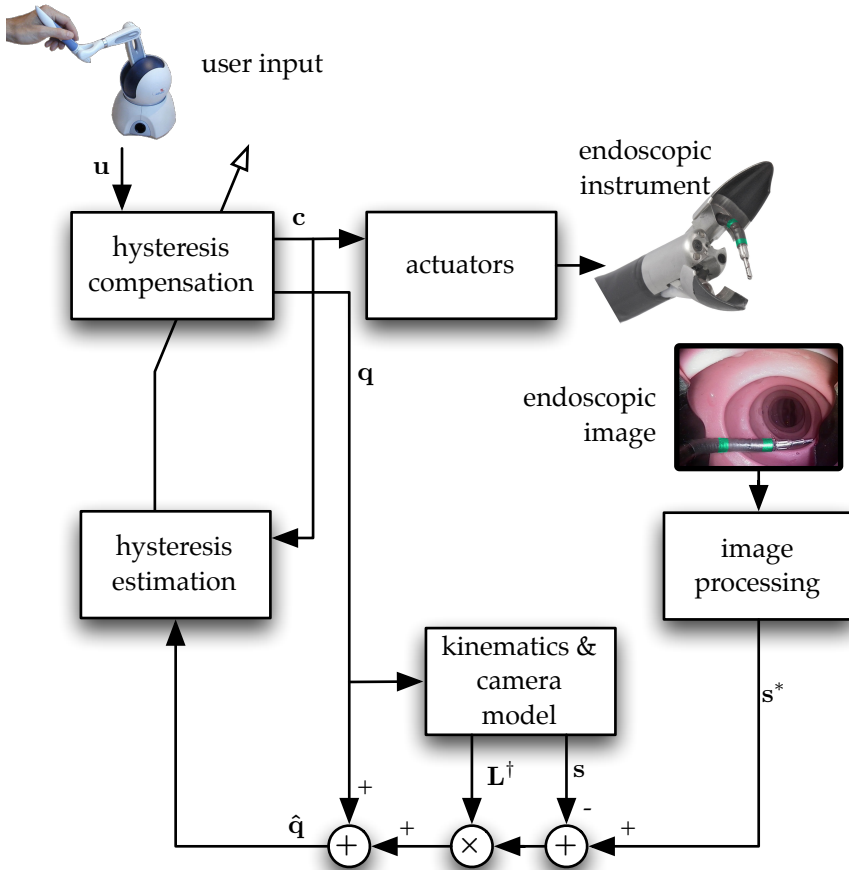 user input
u
endoscopic
instrument
c
hysteresis
compensation
actuators
q
endoscopic
image
hysteresis
estimation
image
processing
kinematics &
camera
model
s*
L†
s
+
-
q̂
+
+
+
×
+